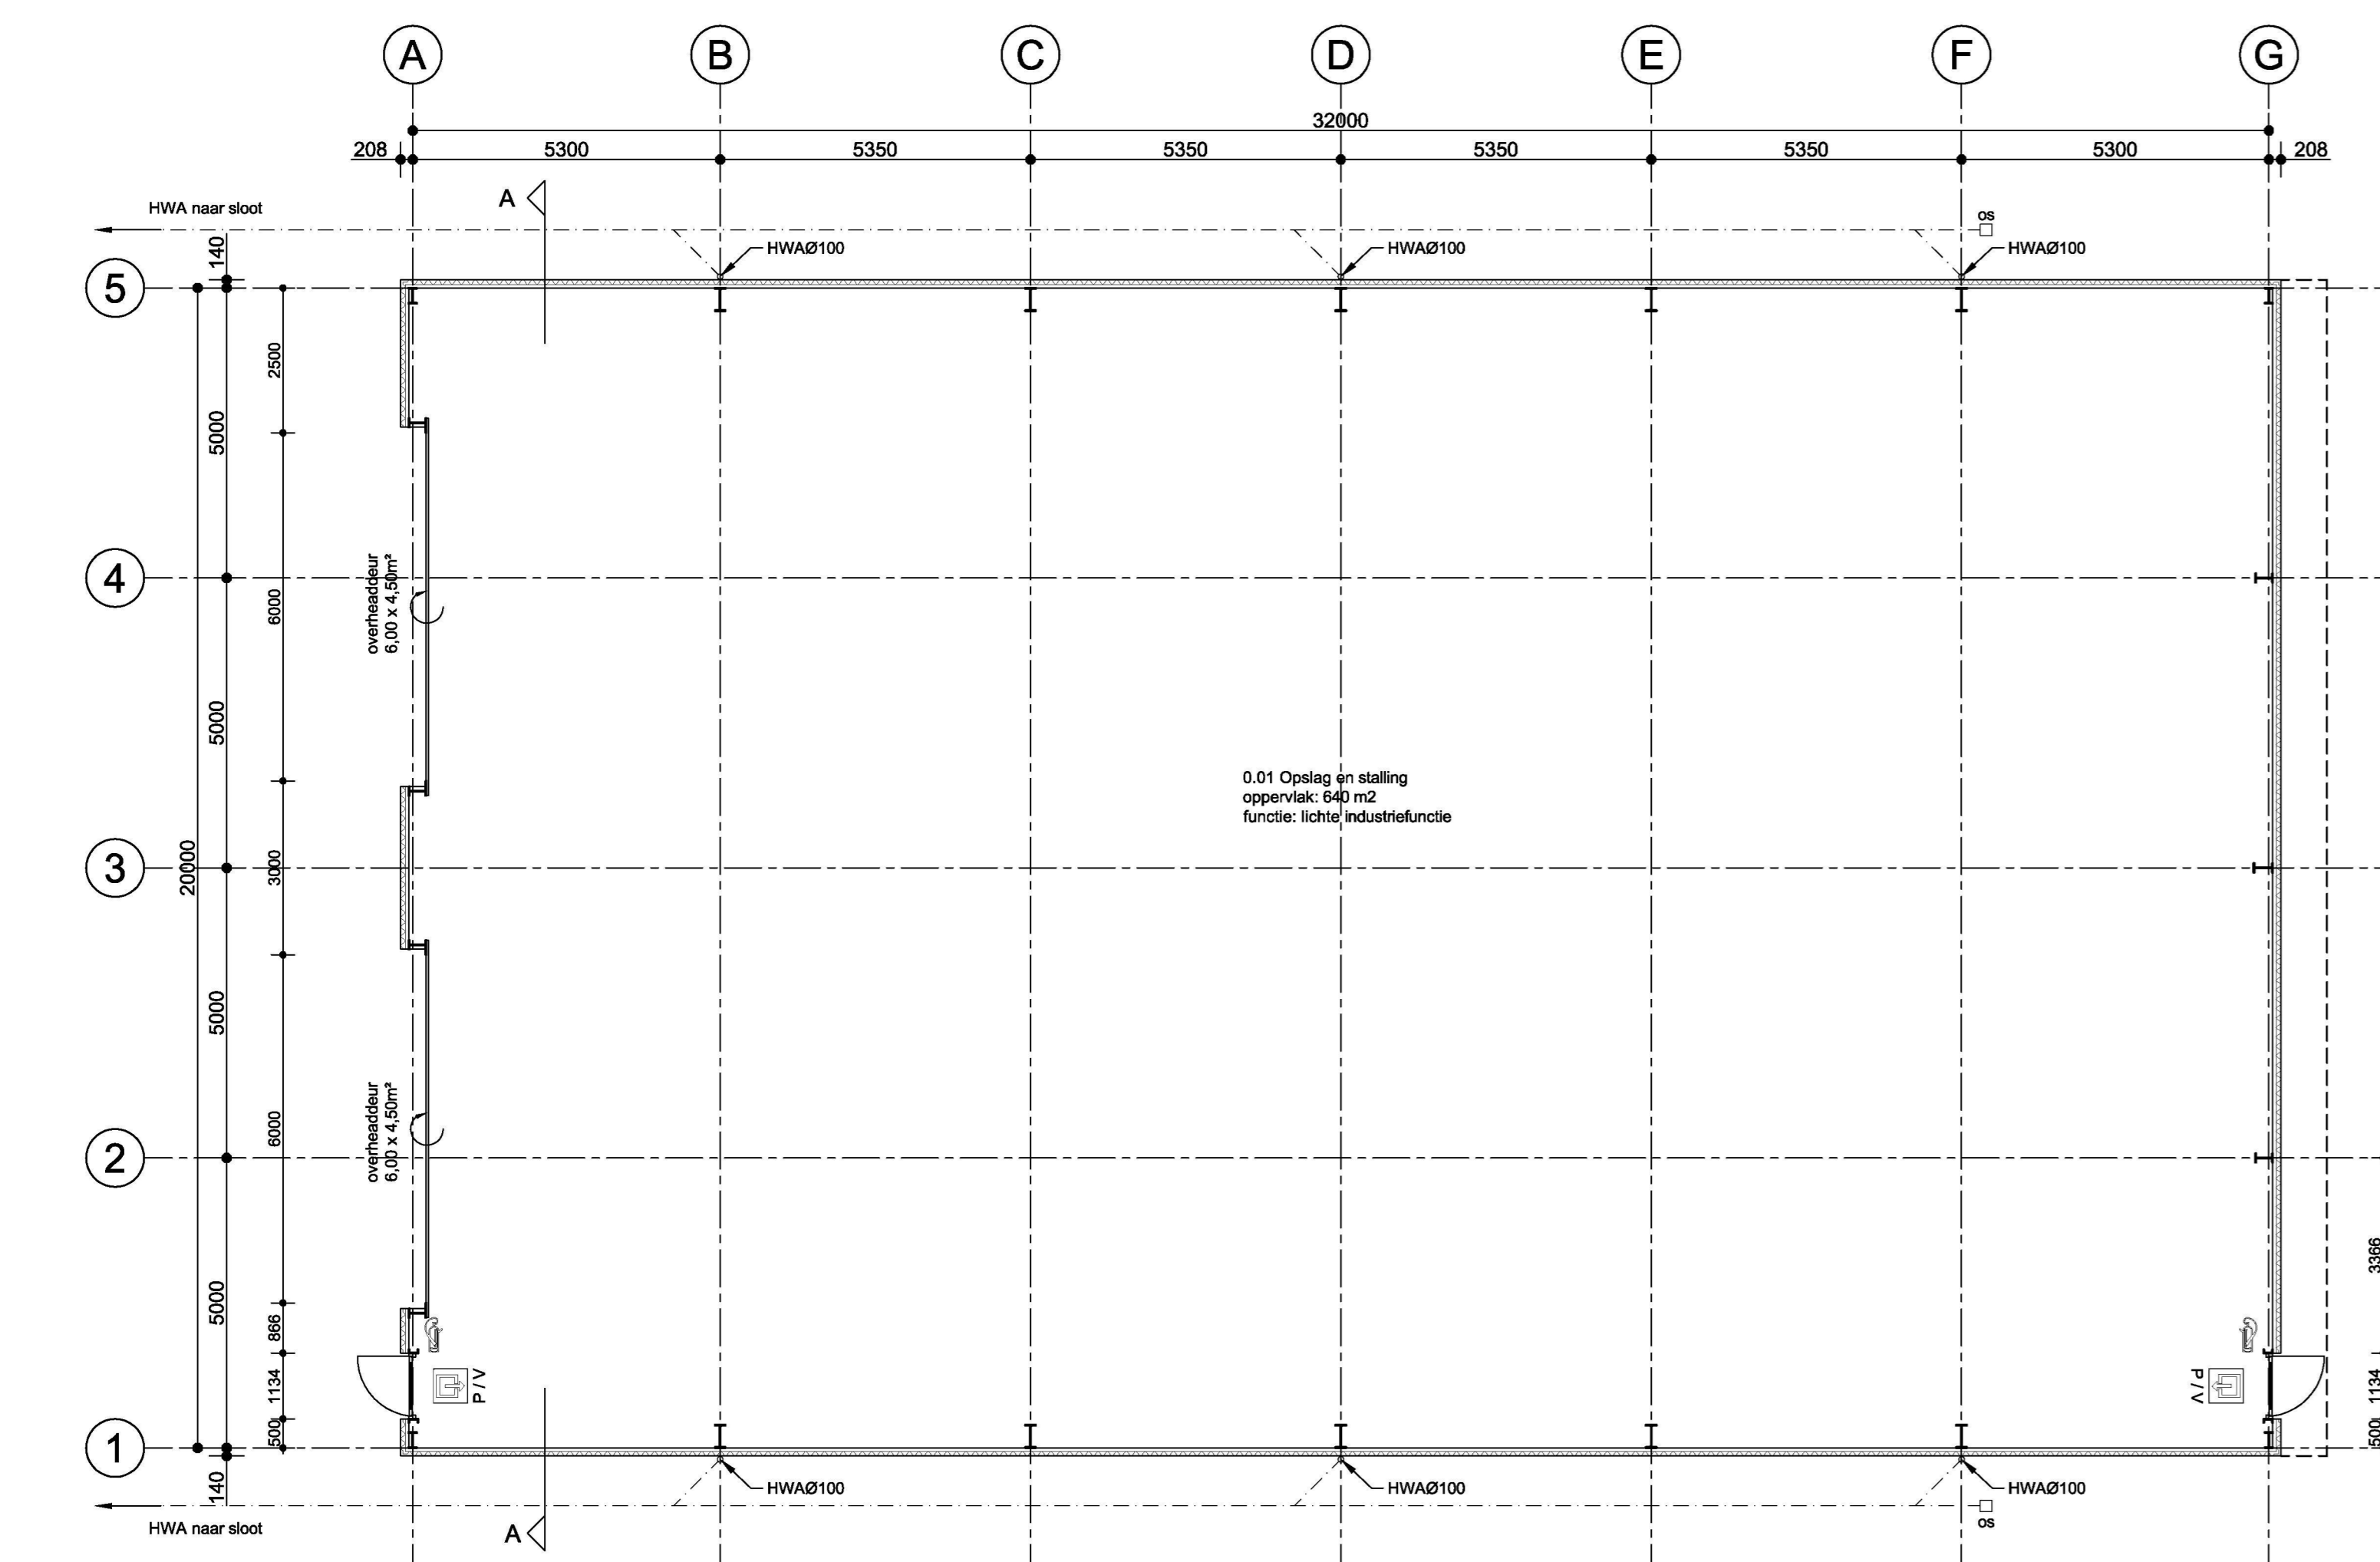 A B C D E F G
32000
208 5300 5350 5350 5350 5350 5300 208
A
HWA naar sloot
os
HWAØ100 HWAØ100 HWAØ100
140
5
2500
5000
4
overheaddeur
6,00 x 4,50m²
6000
5000
0.01 Opslag en stalling
oppervlak: 640 m2
functie: lichte industriefunctie
3
20000
3000
5000
overheaddeur
6,00 x 4,50m²
6000
2
3366
5000
866
1134
P / V
P / V
1134
500
500
1
140
HWAØ100 HWAØ100 HWAØ100
HWA naar sloot
A
os